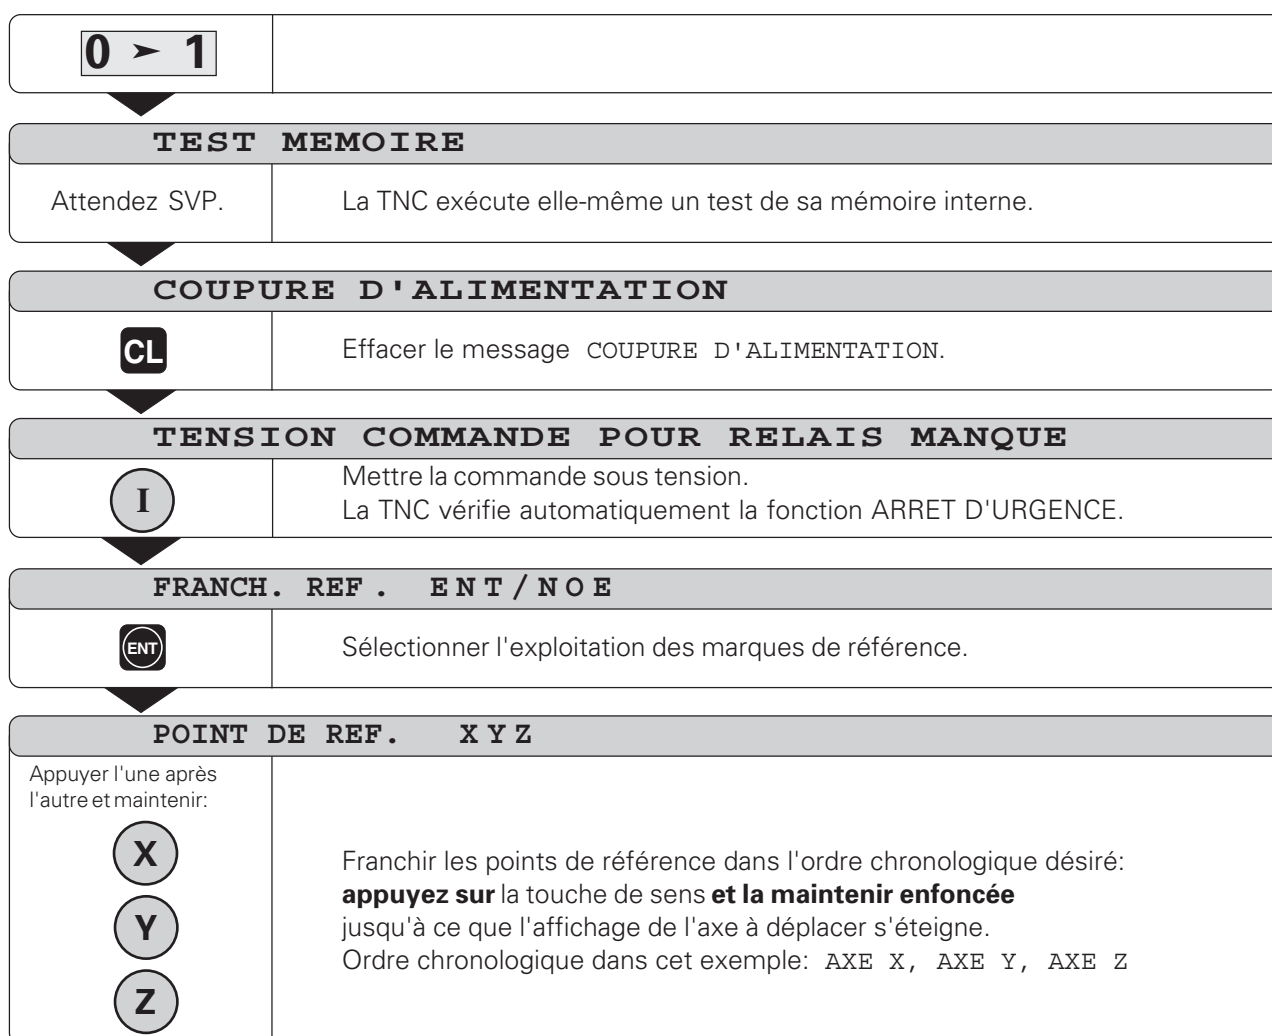 0 ➤ 1
TEST MEMOIRE
Attendez SVP.
La TNC exécute elle-même un test de sa mémoire interne.
COUPURE D'ALIMENTATION
CL
Effacer le message COUPURE D'ALIMENTATION.
TENSION COMMANDE POUR RELAIS MANQUE
I
Mettre la commande sous tension.
La TNC vérifie automatiquement la fonction ARRET D'URGENCE.
FRANCH. REF. ENT/NOE
ENT
Sélectionner l'exploitation des marques de référence.
POINT DE REF. X Y Z
Appuyer l'une après
l'autre et maintenir:
X
Y
Z
Franchir les points de référence dans l'ordre chronologique désiré:
appuyez sur la touche de sens et la maintenir enfoncée
jusqu'à ce que l'affichage de l'axe à déplacer s'éteigne.
Ordre chronologique dans cet exemple: AXE X, AXE Y, AXE Z